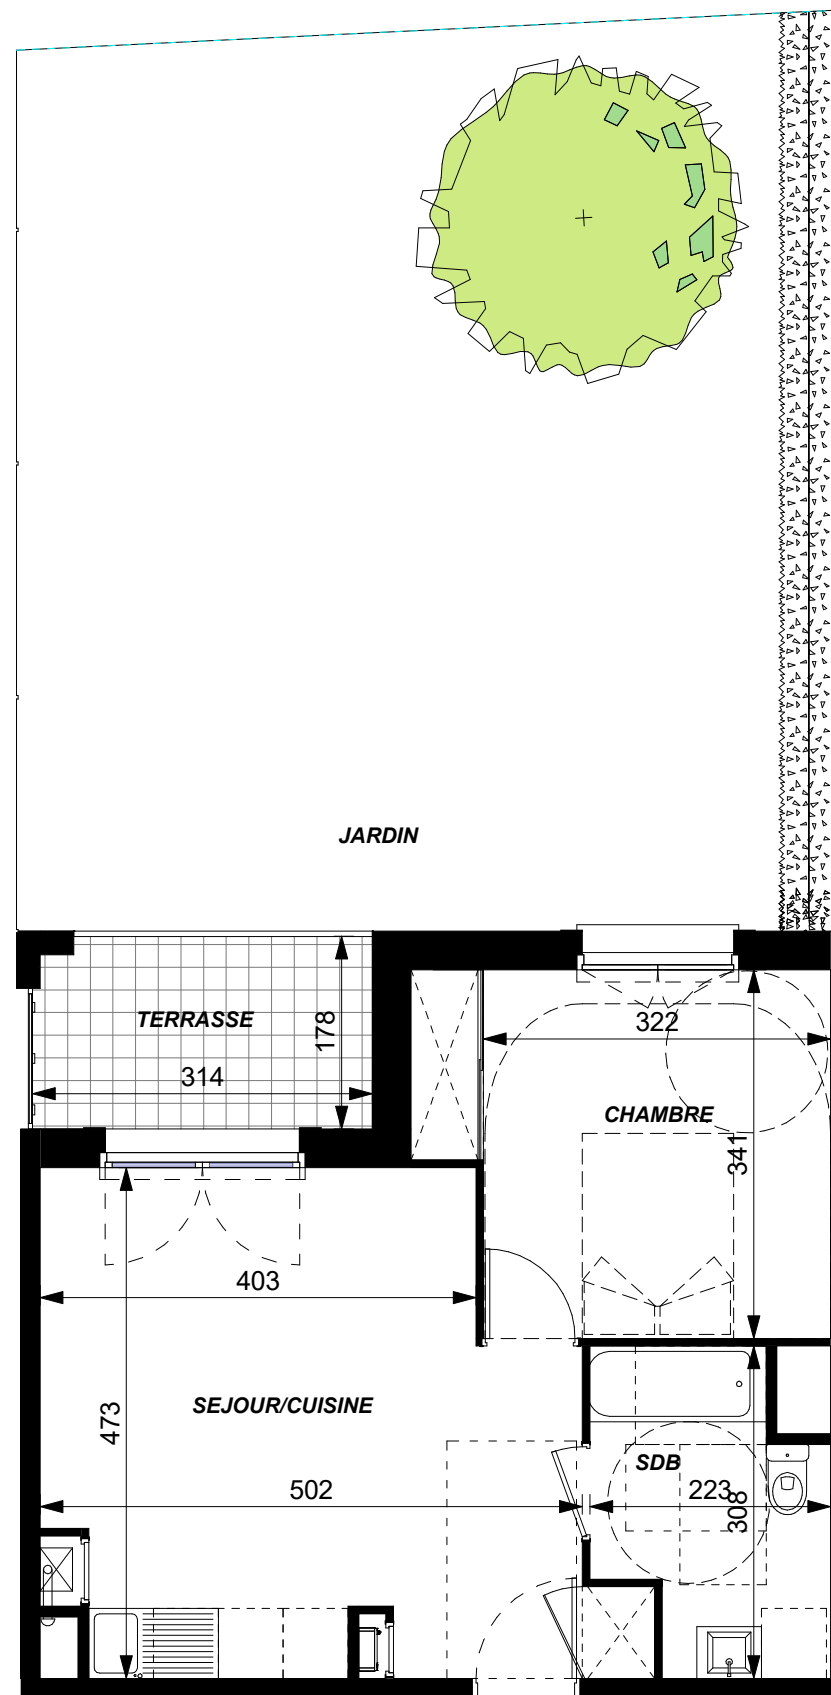 JARDIN
TERRASSE
178
314
322
CHAMBRE
341
403
SEJOUR/CUISINE
473
SDB
502
223
308